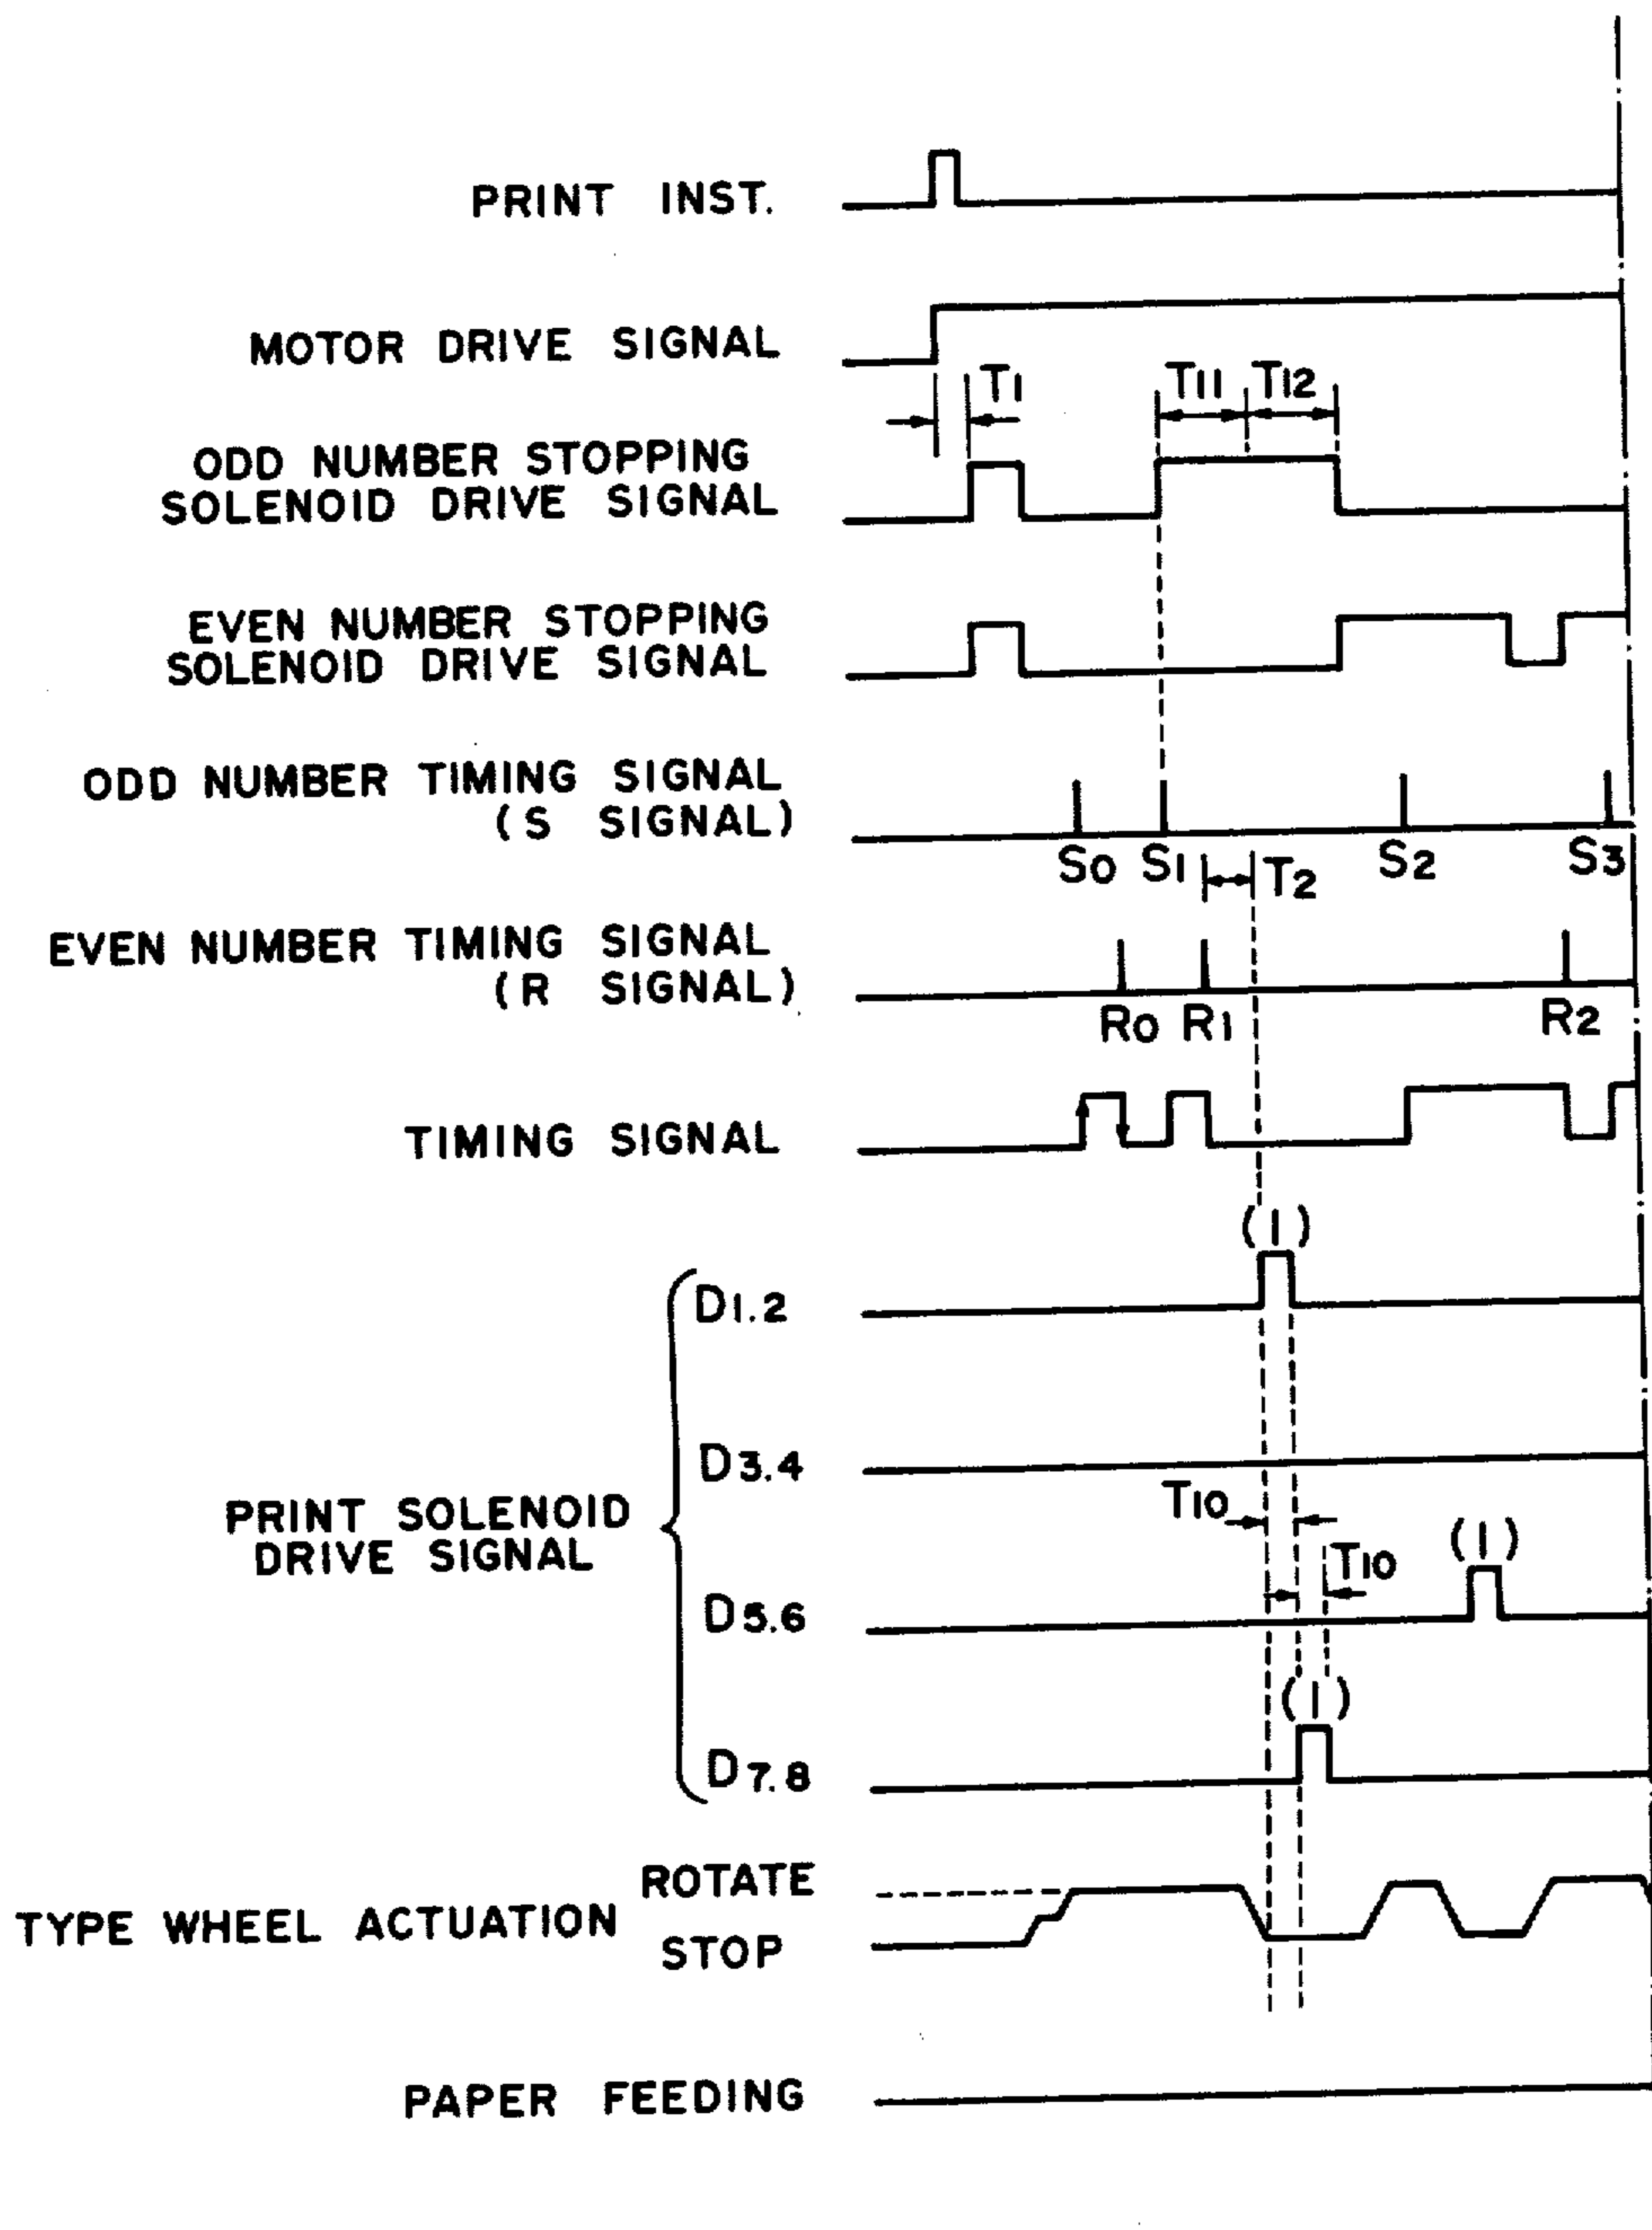 PRINT INST.
MOTOR DRIVE SIGNAL
T1
T11 T12
ODD NUMBER STOPPING
SOLENOID DRIVE SIGNAL
EVEN NUMBER STOPPING
SOLENOID DRIVE SIGNAL
ODD NUMBER TIMING SIGNAL
(S SIGNAL)
S0 S1 S2 S3
T2
EVEN NUMBER TIMING SIGNAL
(R SIGNAL)
R0 R1 R2
TIMING SIGNAL
(1)
D1.2
D3.4
T10
PRINT SOLENOID
DRIVE SIGNAL
(1)
T10
D5.6
(1)
D7.8
ROTATE
TYPE WHEEL ACTUATION
STOP
PAPER FEEDING